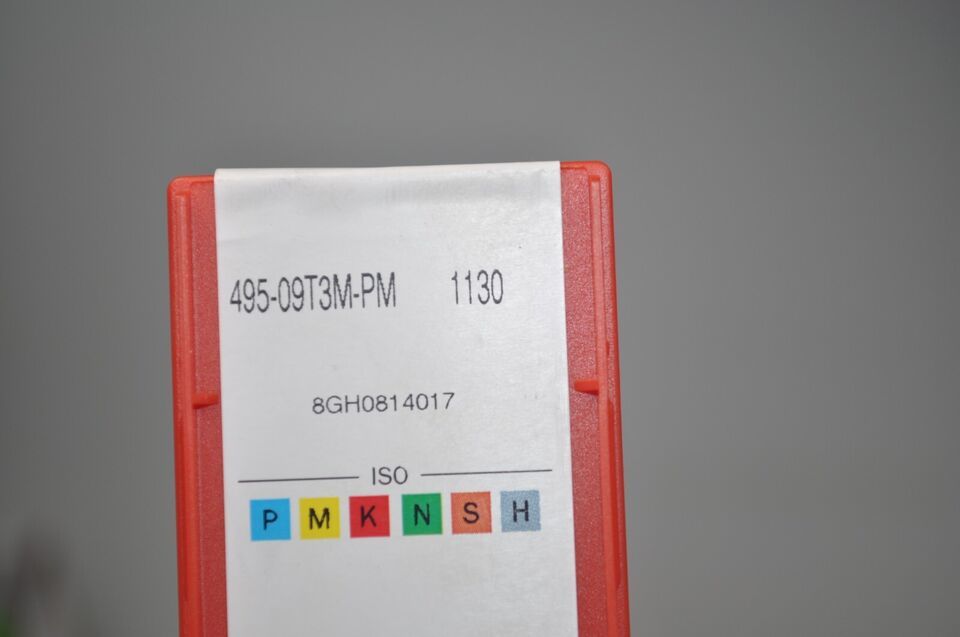 495-09T3M-PM 1130
8GH0814017
ISO
P M K N S H